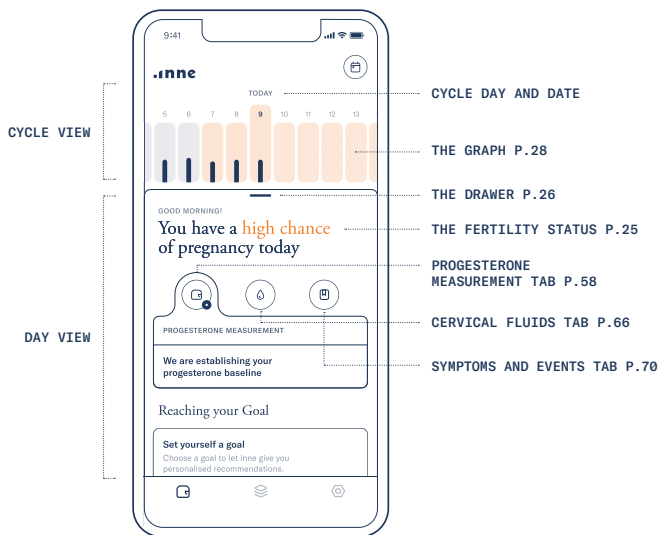 9:41
.inne
TODAY
5 6 7 8 9 10 11 12 13
GOOD MORNING!
You have a high chance
of pregnancy today
PROGESTERONE MEASUREMENT
We are establishing your
progesterone baseline
Reaching your Goal
Set yourself a goal
Choose a goal to let inne give you
personalised recommendations.
CYCLE VIEW
DAY VIEW
CYCLE DAY AND DATE
THE GRAPH P.28
THE DRAWER P.26
THE FERTILITY STATUS P.25
PROGESTERONE
MEASUREMENT TAB P.58
CERVICAL FLUIDS TAB P.66
SYMPTOMS AND EVENTS TAB P.70